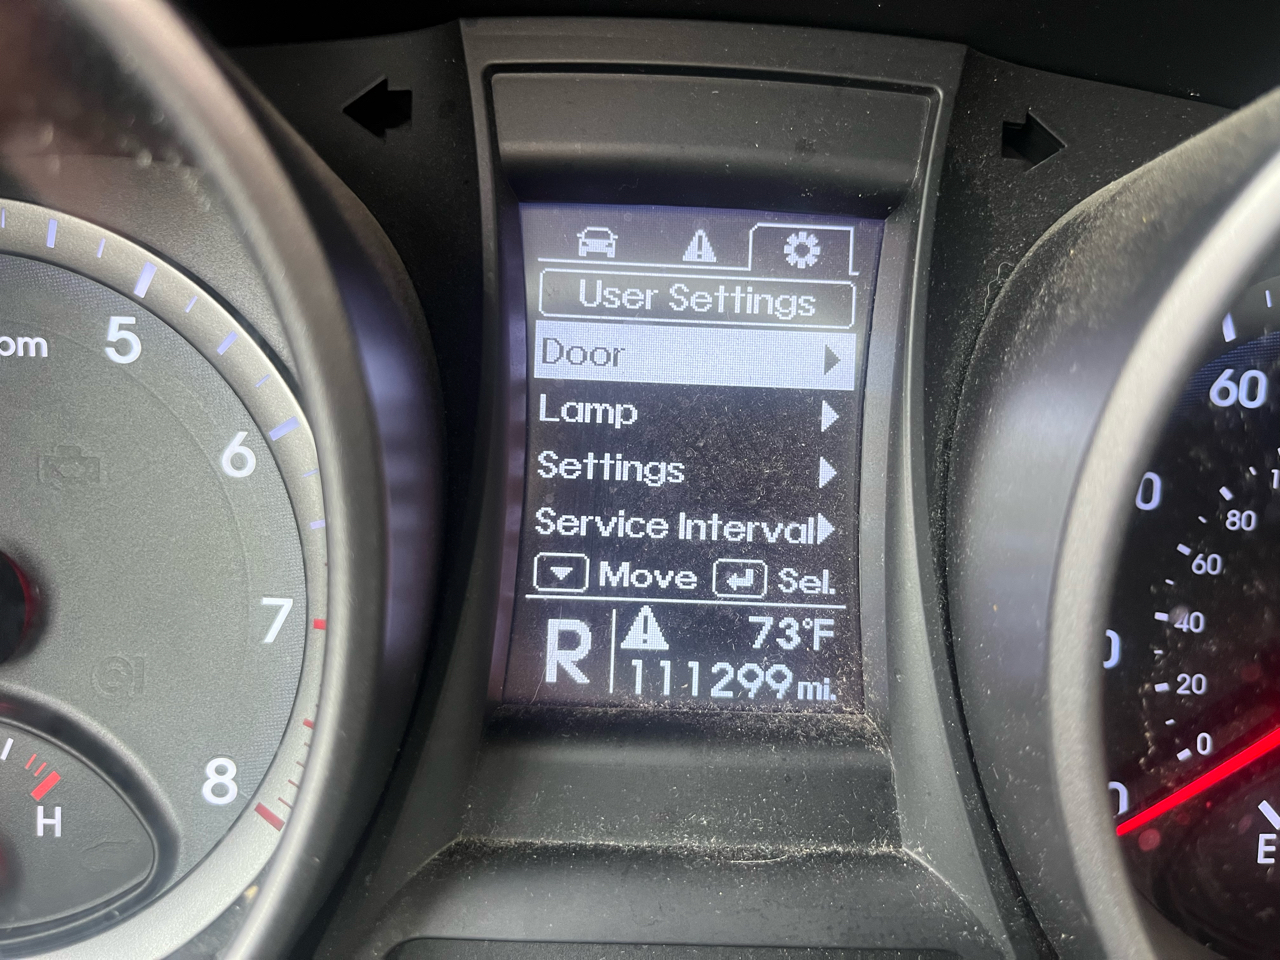 User Settings
Door
Lamp
Settings
Service Interval
Move Sel.
R 73°F
111299 mi.
5
6
7
8
H
60
80
60
40
20
0
E